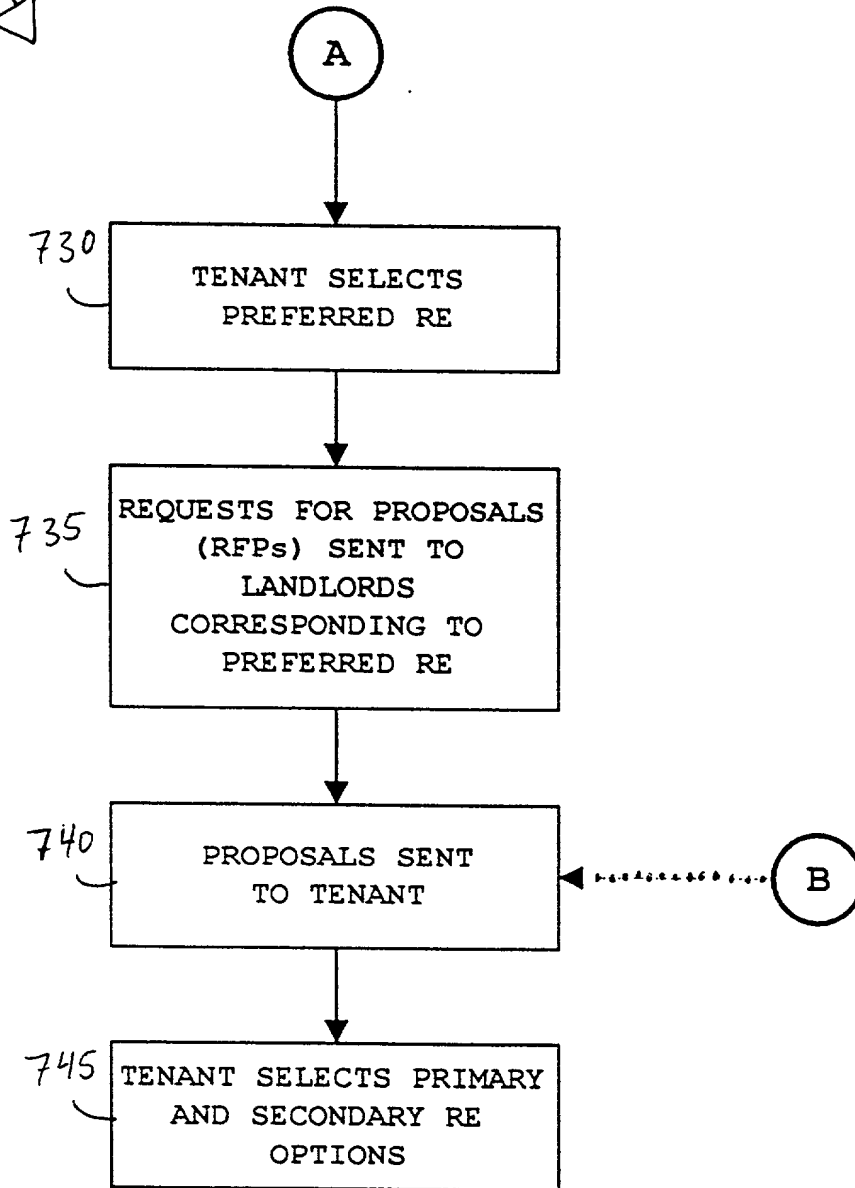 A
730
TENANT SELECTS
PREFERRED RE
735
REQUESTS FOR PROPOSALS
(RFPs) SENT TO
LANDLORDS
CORRESPONDING TO
PREFERRED RE
740
PROPOSALS SENT
TO TENANT
B
745
TENANT SELECTS PRIMARY
AND SECONDARY RE
OPTIONS